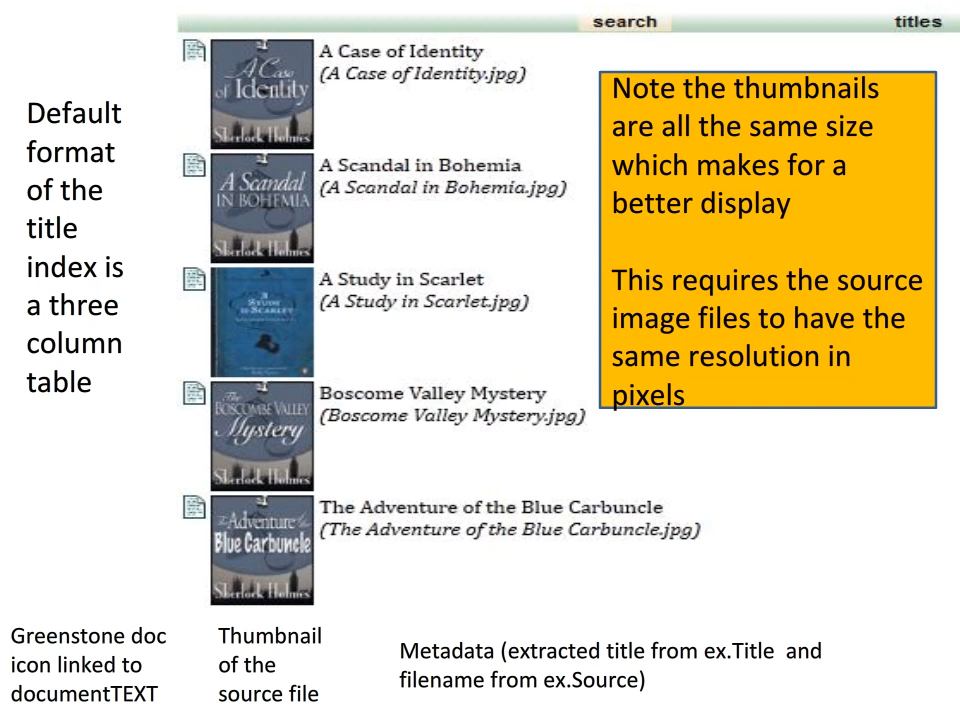 search titles
Default
format
of the
title
index is
a three
column
table
A Case
of Identity
Sherlock Holmes
A Case of Identity
(A Case of Identity.jpg)
Note the thumbnails
are all the same size
which makes for a
better display
This requires the source
image files to have the
same resolution in
pixels
A Scandal
IN BOHEMIA
Sherlock Holmes
A Scandal in Bohemia
(A Scandal in Bohemia.jpg)
A
STUDY
IN SCARLET
A Study in Scarlet
(A Study in Scarlet.jpg)
The
BOSCOMBE VALLEY
Mystery
Sherlock Holmes
Boscome Valley Mystery
(Boscome Valley Mystery.jpg)
Adventure
Blue Carbuncle
Sherlock Holmes
The Adventure of the Blue Carbuncle
(The Adventure of the Blue Carbuncle.jpg)
Greenstone doc
icon linked to
documentTEXT
Thumbnail
of the
source file
Metadata (extracted title from ex.Title and
filename from ex.Source)